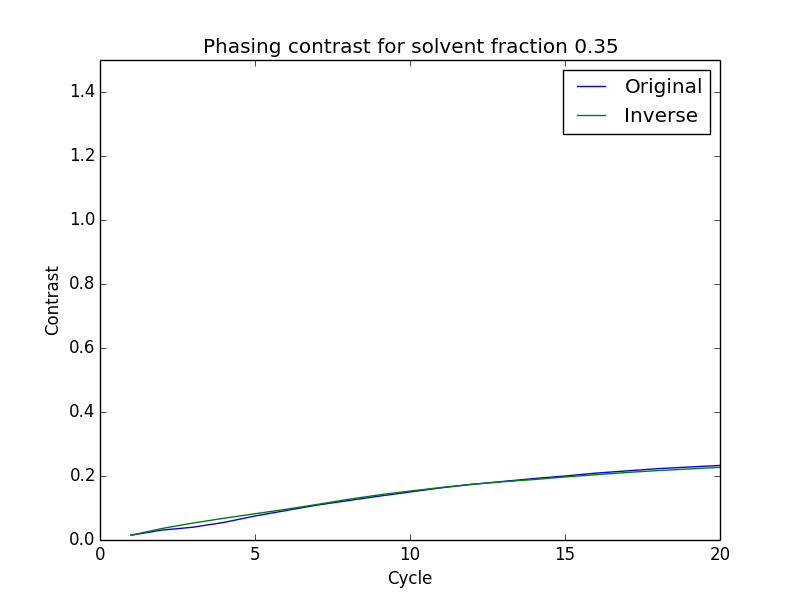 Phasing contrast for solvent fraction 0.35
Original
Inverse
1.4
1.2
1.0
0.8
0.6
0.4
0.2
0.0
Contrast
0 5 10 15 20
Cycle